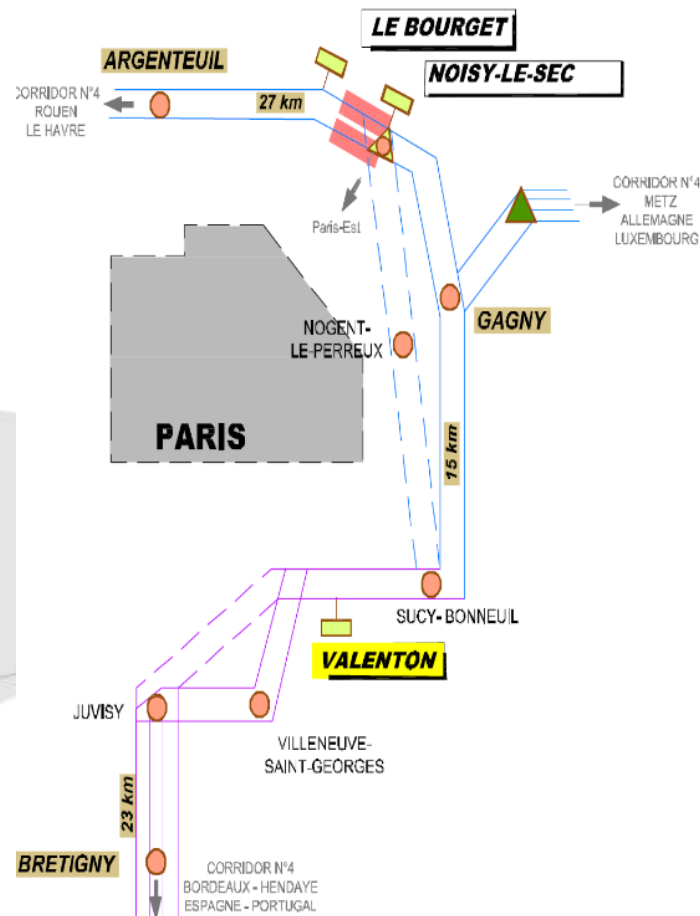 LE BOURGET
ARGENTEUIL
NOISY-LE-SEC
CORRIDOR N°4
ROUEN
LE HAVRE
27 km
CORRIDOR N°4
METZ
ALLEMAGNE
LUXEMBOURG
Paris-Est
GAGNY
NOGENT-
LE-PERREUX
PARIS
15 km
SUCY-BONNEUIL
VALENTON
JUVISY
VILLENEUVE-
SAINT-GEORGES
23 km
BRETIGNY
CORRIDOR N°4
BORDEAUX - HENDAYE
ESPAGNE - PORTUGAL